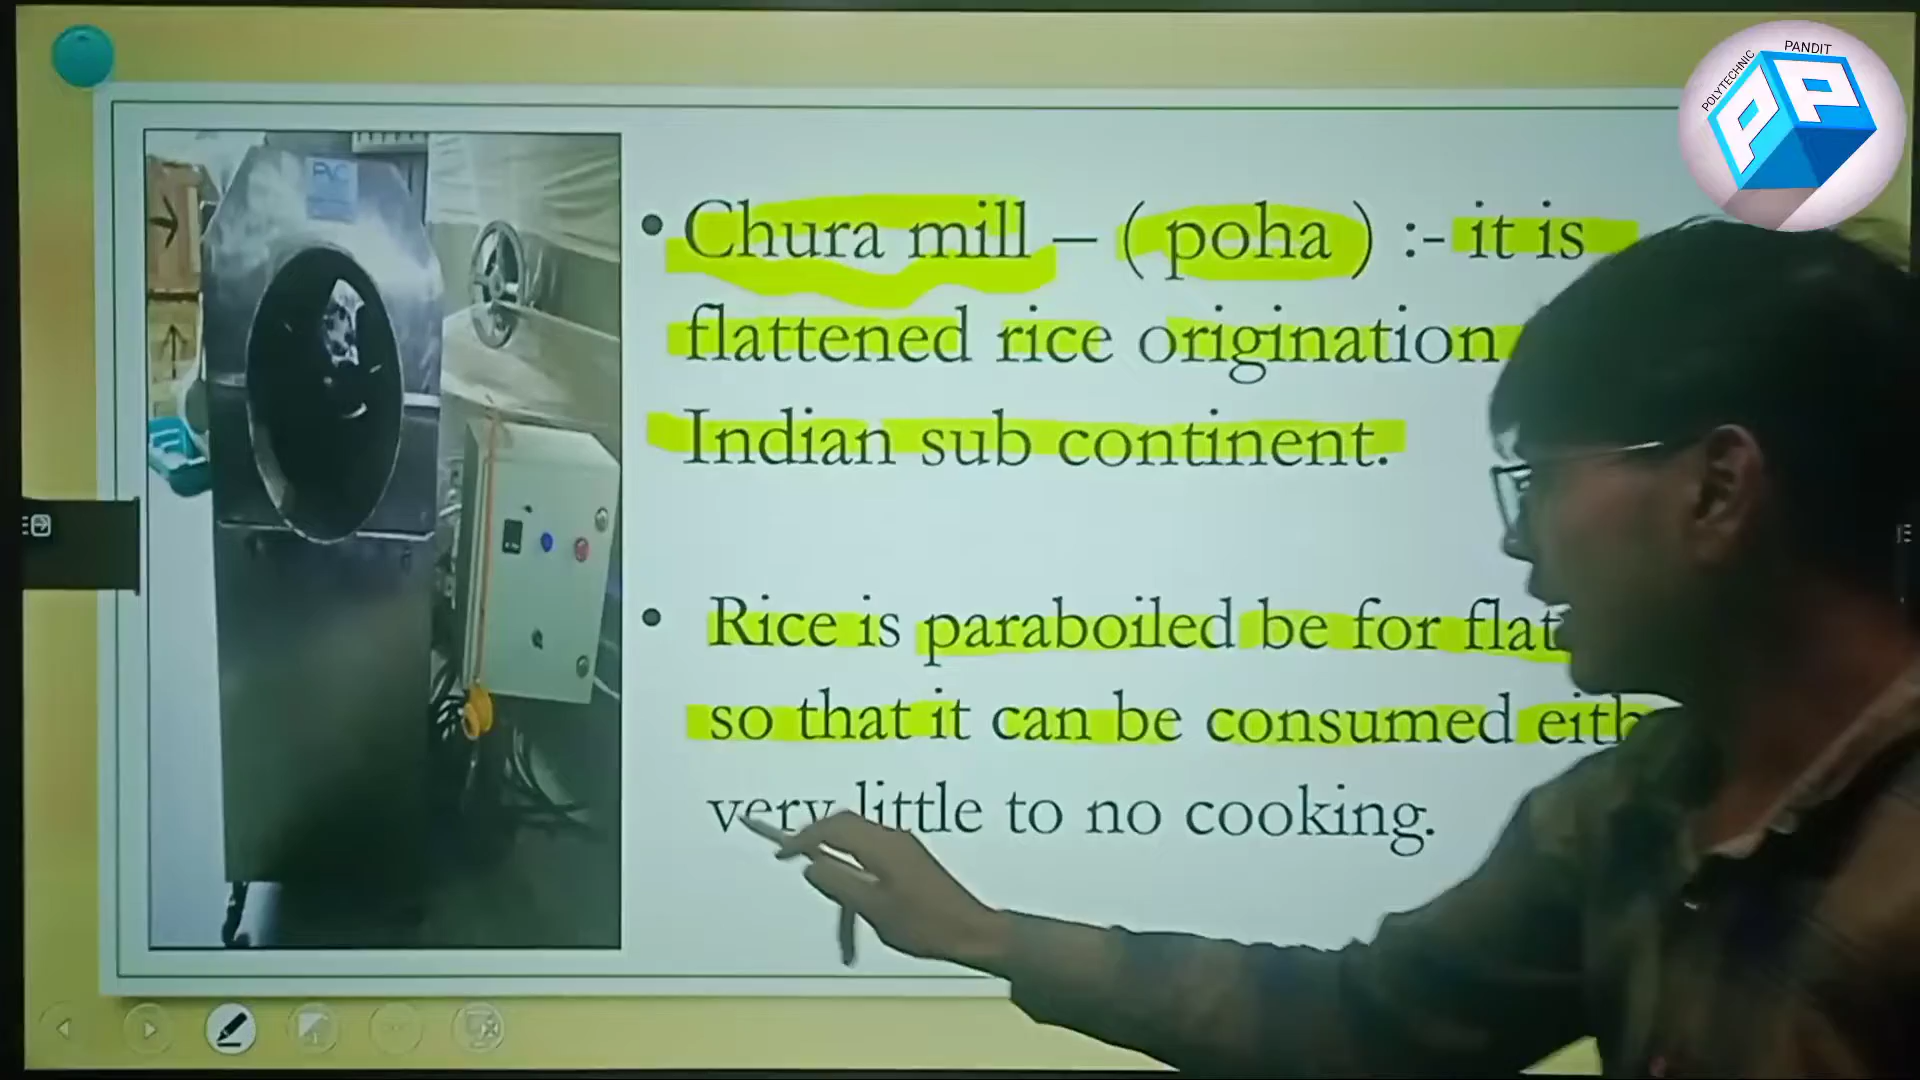 POLYTECHNIC PANDIT
PP
PVC
• Chura mill – ( poha ) :- it is
flattened rice origination
Indian sub continent.
• Rice is paraboiled be for flat
so that it can be consumed eith
very little to no cooking.